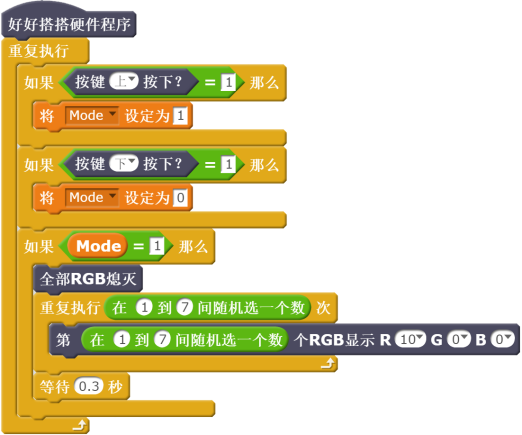 好好搭搭硬件程序
重复执行
如果 按键 上 按下? = 1 那么
将 Mode 设定为 1
如果 按键 下 按下? = 1 那么
将 Mode 设定为 0
如果 Mode = 1 那么
全部RGB熄灭
重复执行 在 1 到 7 间随机选一个数 次
第 在 1 到 7 间随机选一个数 个RGB显示 R 10 G 0 B 0
等待 0.3 秒